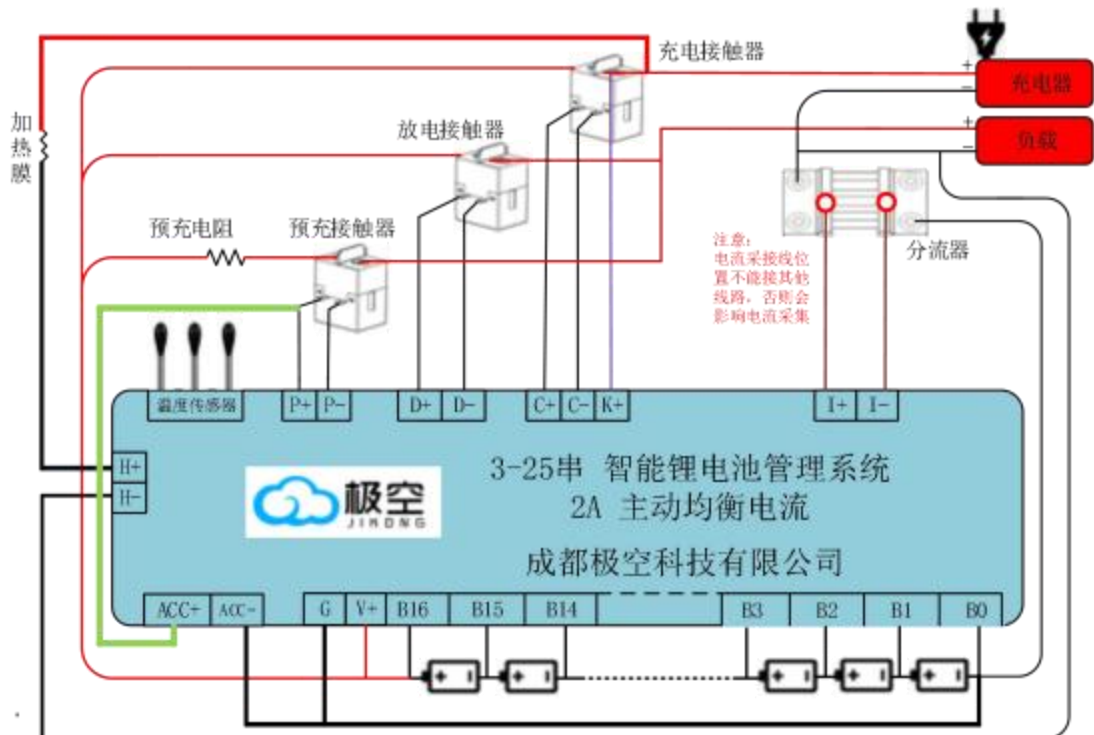 充电接触器
+
-
充电器
加
热
膜
放电接触器
+
-
负载
预充电阻
预充接触器
注意:
电流采接线位
置不能接其他
线路,否则会
影响电流采集
分流器
温度传感器
P+ P-
D+ D-
C+ C- K+
I+ I-
H+
H-
极空
JIKONG
3-25串 智能锂电池管理系统
2A 主动均衡电流
成都极空科技有限公司
ACC+ ACC- G V+ B16 B15 B14 B3 B2 B1 B0